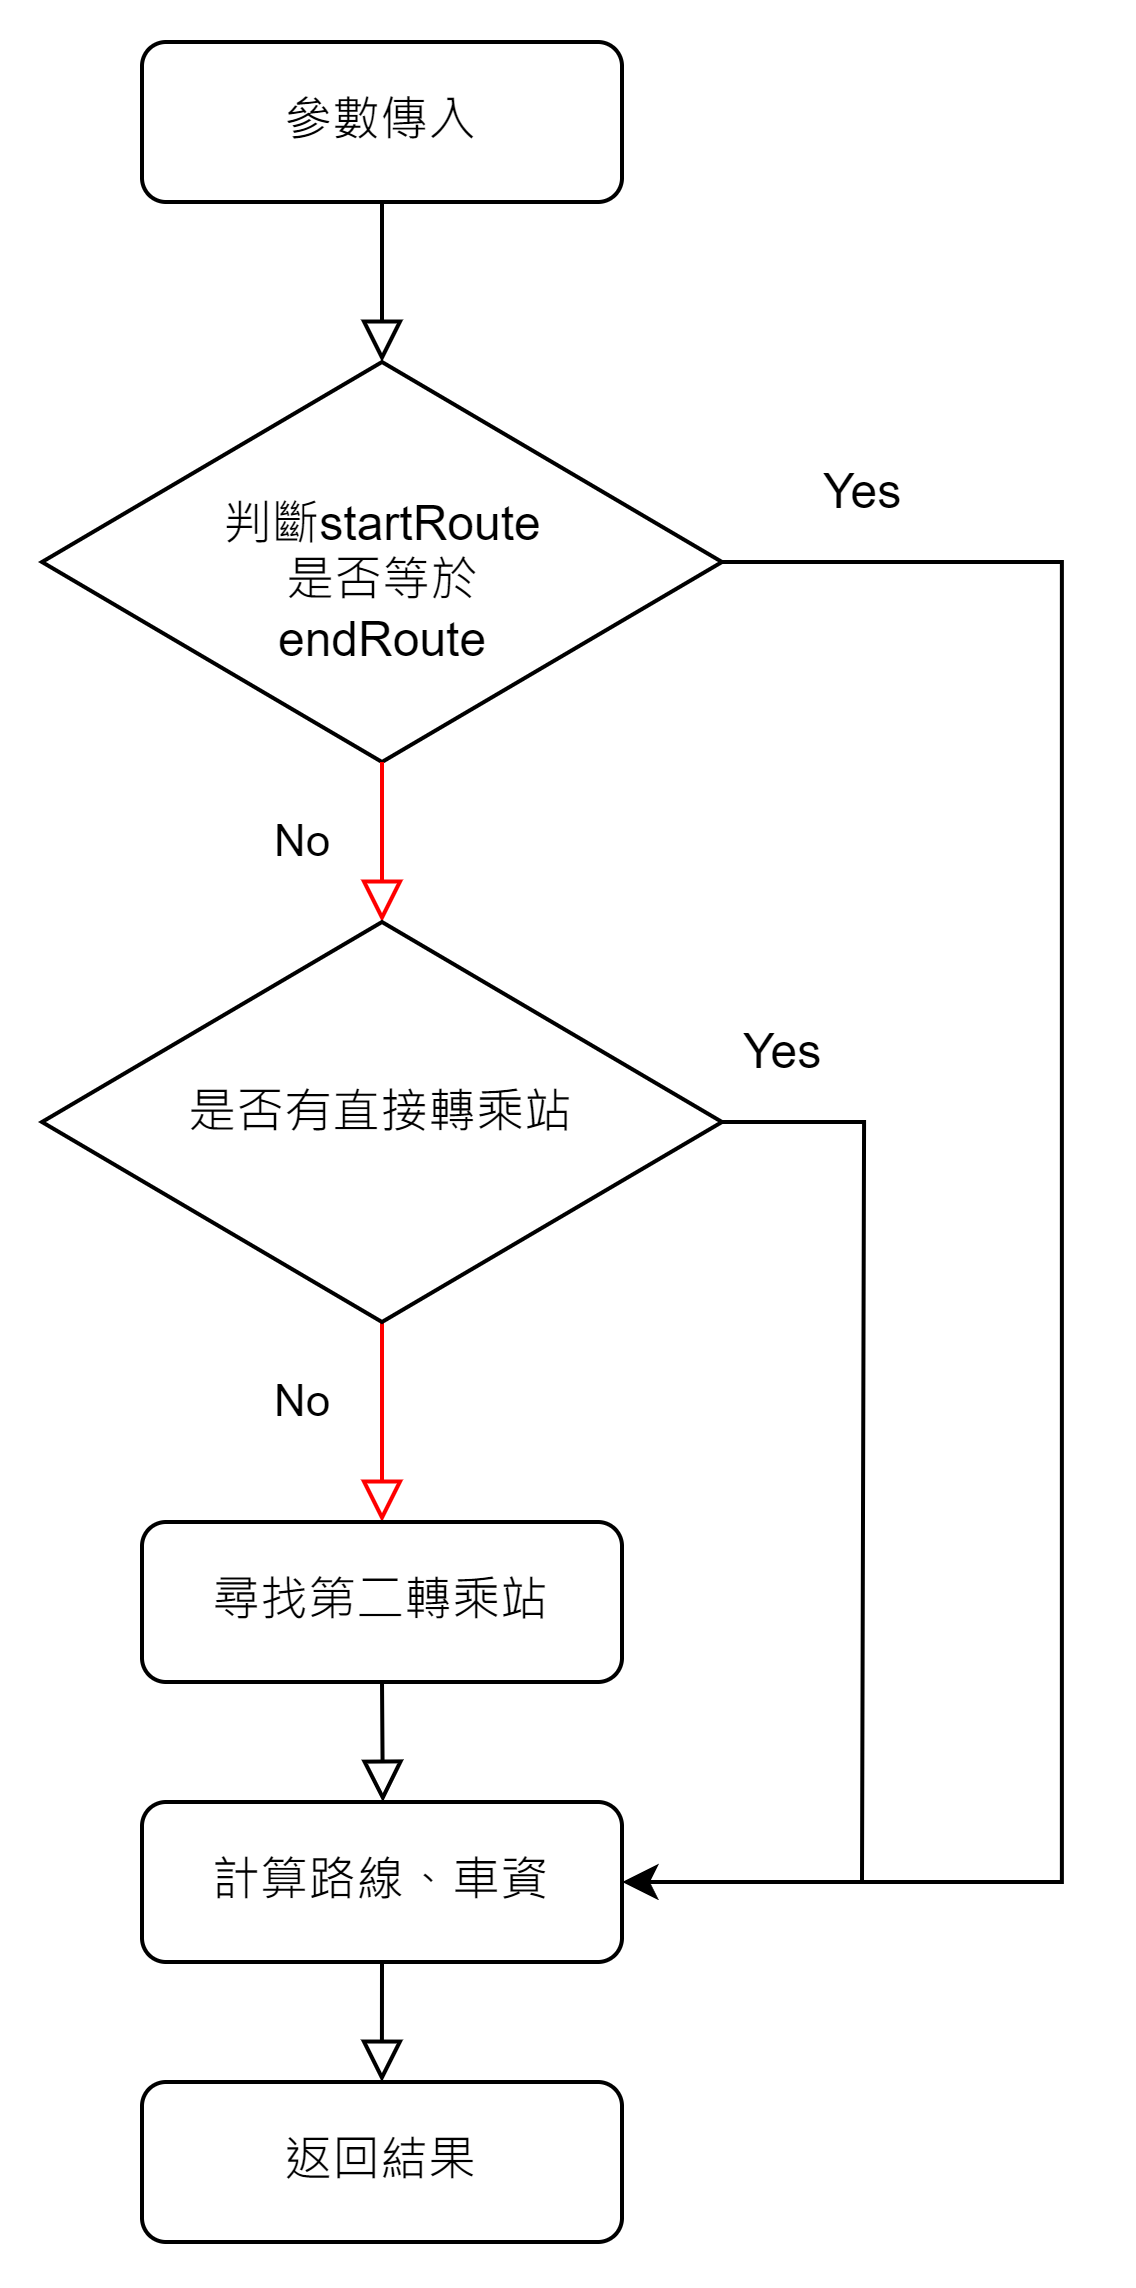 參數傳入
判斷startRoute
是否等於
endRoute
Yes
No
是否有直接轉乘站
Yes
No
尋找第二轉乘站
計算路線、車資
返回結果